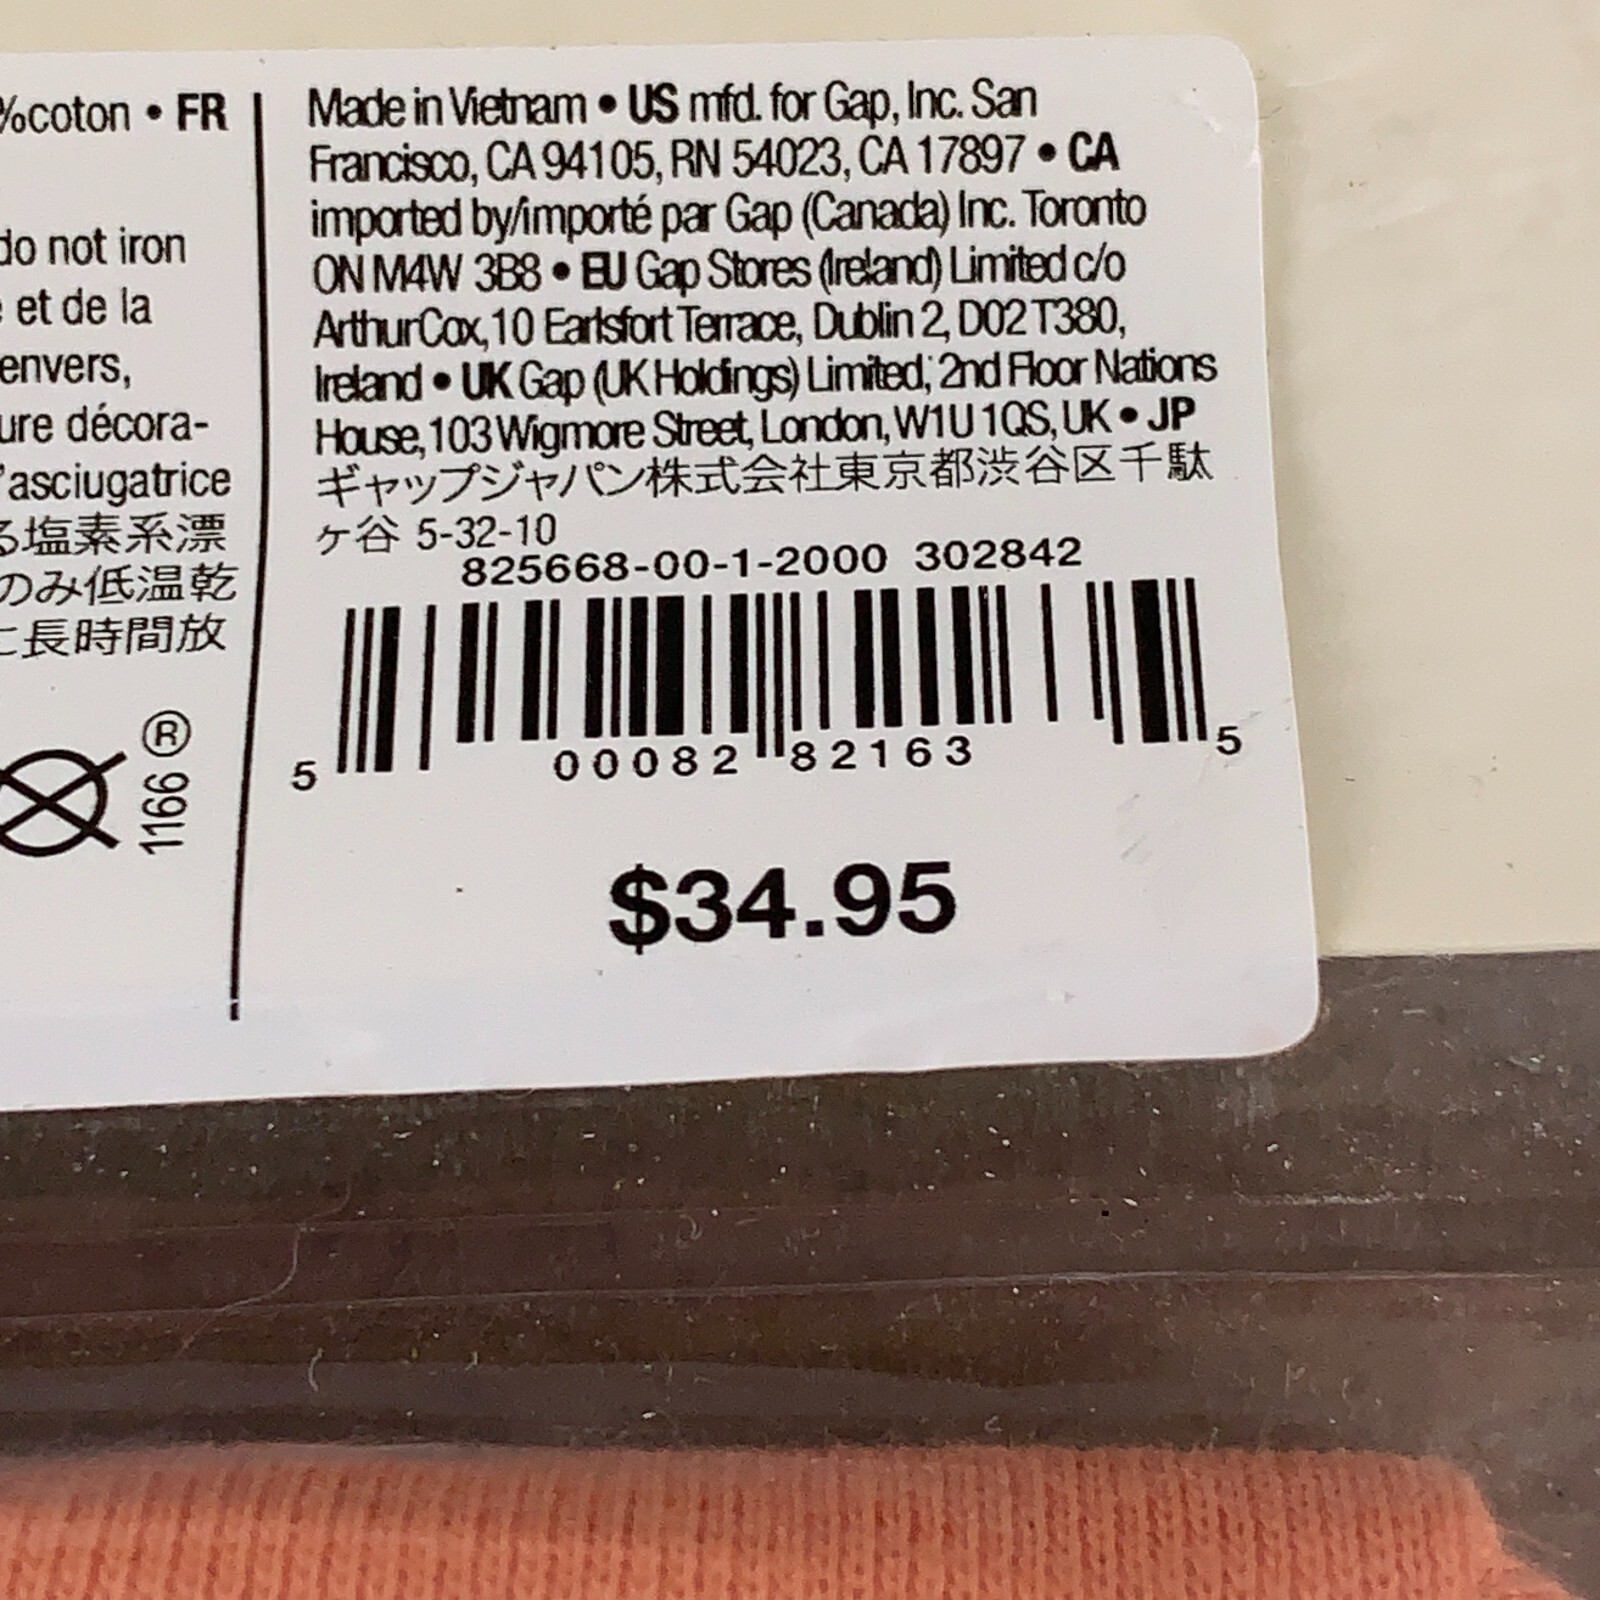 %coton • FR
do not iron
et de la
envers,
ure décora-
'asciugatrice
る塩素系漂
のみ低温乾
に長時間放
1166 ®
Made in Vietnam • US mfd. for Gap, Inc. San
Francisco, CA 94105, RN 54023, CA 17897 • CA
imported by/importé par Gap (Canada) Inc. Toronto
ON M4W 3B8 • EU Gap Stores (Ireland) Limited c/o
Arthur Cox, 10 Earlsfort Terrace, Dublin 2, D02 T380,
Ireland • UK Gap (UK Holdings) Limited, 2nd Floor Nations
House, 103 Wigmore Street, London, W1U 1QS, UK • JP
ギャップジャパン株式会社東京都渋谷区千駄
ヶ谷 5-32-10
825668-00-1-2000 302842
5 00082 82163 5
$34.95